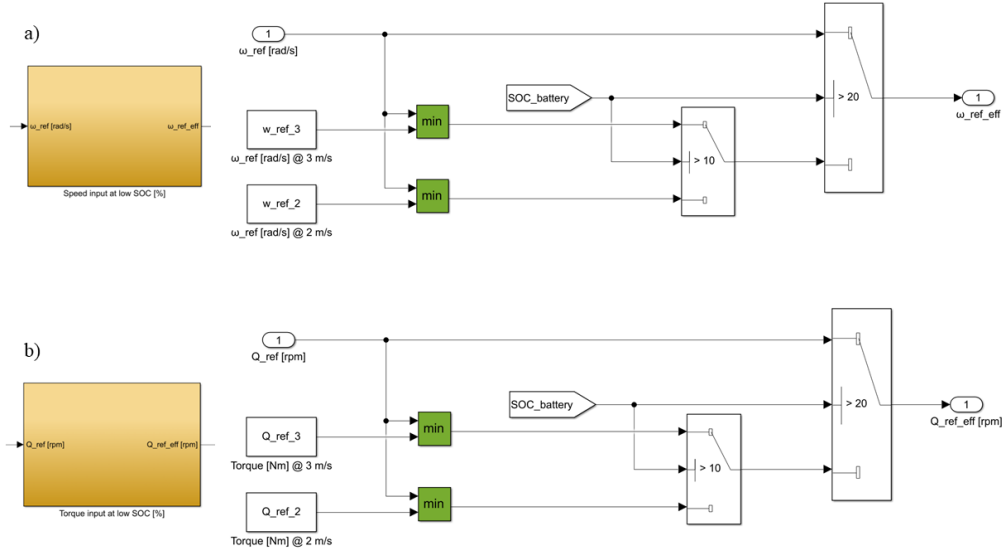 a)
1
ω_ref [rad/s]
SOC_battery
> 20
1
ω_ref_eff
ω_ref [rad/s]
ω_ref_eff
w_ref_3
min
ω_ref [rad/s] @ 3 m/s
> 10
w_ref_2
min
ω_ref [rad/s] @ 2 m/s
Speed input at low SOC [%]
b)
1
Q_ref [rpm]
SOC_battery
> 20
1
Q_ref_eff [rpm]
Q_ref [rpm]
Q_ref_eff [rpm]
Q_ref_3
min
Torque [Nm] @ 3 m/s
> 10
Q_ref_2
min
Torque [Nm] @ 2 m/s
Torque input at low SOC [%]